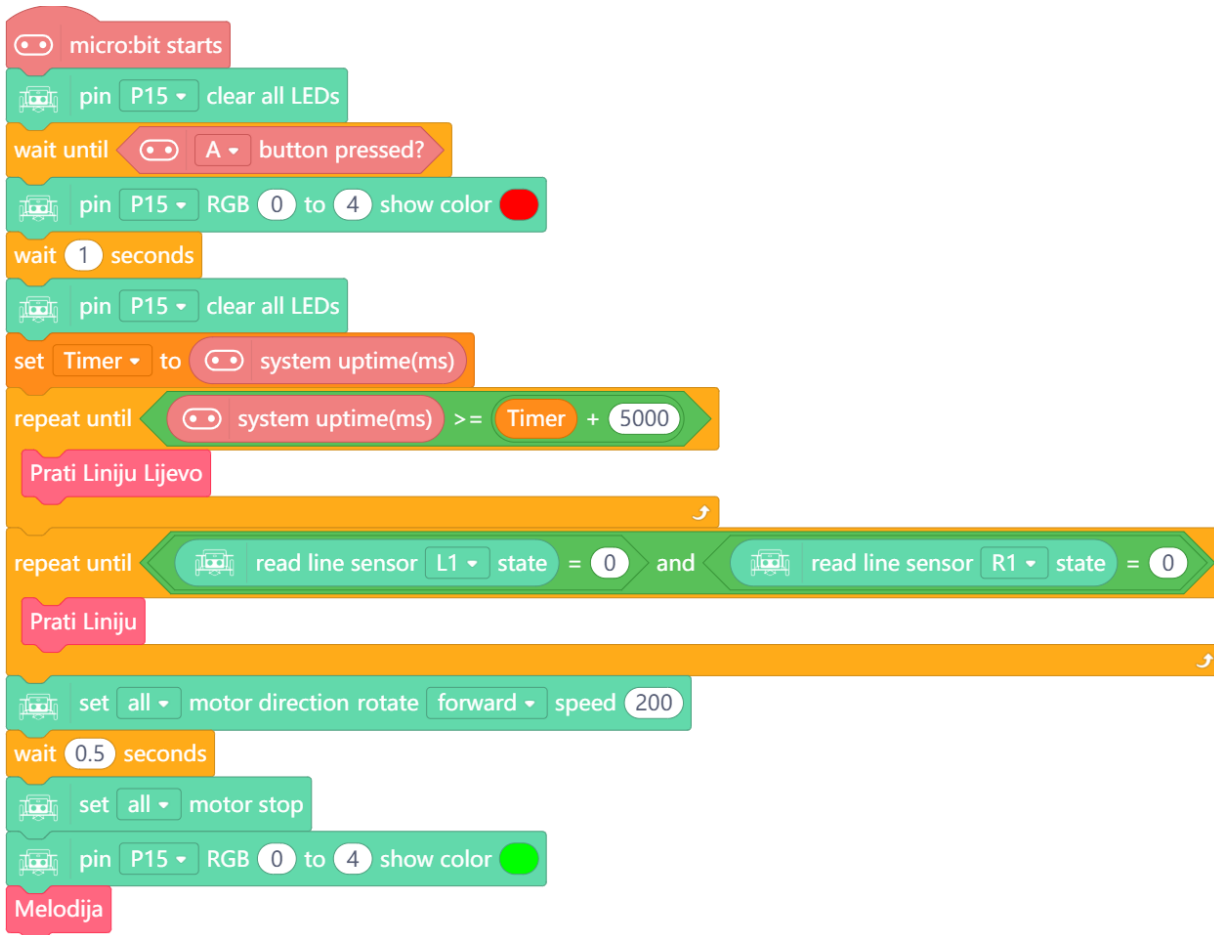 micro:bit starts
pin P15 clear all LEDs
wait until A button pressed?
pin P15 RGB 0 to 4 show color
wait 1 seconds
pin P15 clear all LEDs
set Timer to system uptime(ms)
repeat until system uptime(ms) >= Timer + 5000
Prati Liniju Lijevo
repeat until read line sensor L1 state = 0 and read line sensor R1 state = 0
Prati Liniju
set all motor direction rotate forward speed 200
wait 0.5 seconds
set all motor stop
pin P15 RGB 0 to 4 show color
Melodija